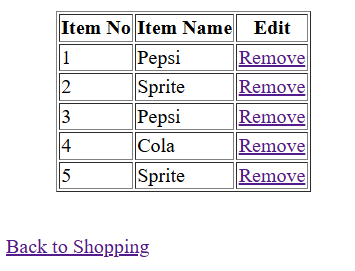 Item No Item Name Edit
1 Pepsi Remove
2 Sprite Remove
3 Pepsi Remove
4 Cola Remove
5 Sprite Remove
Back to Shopping